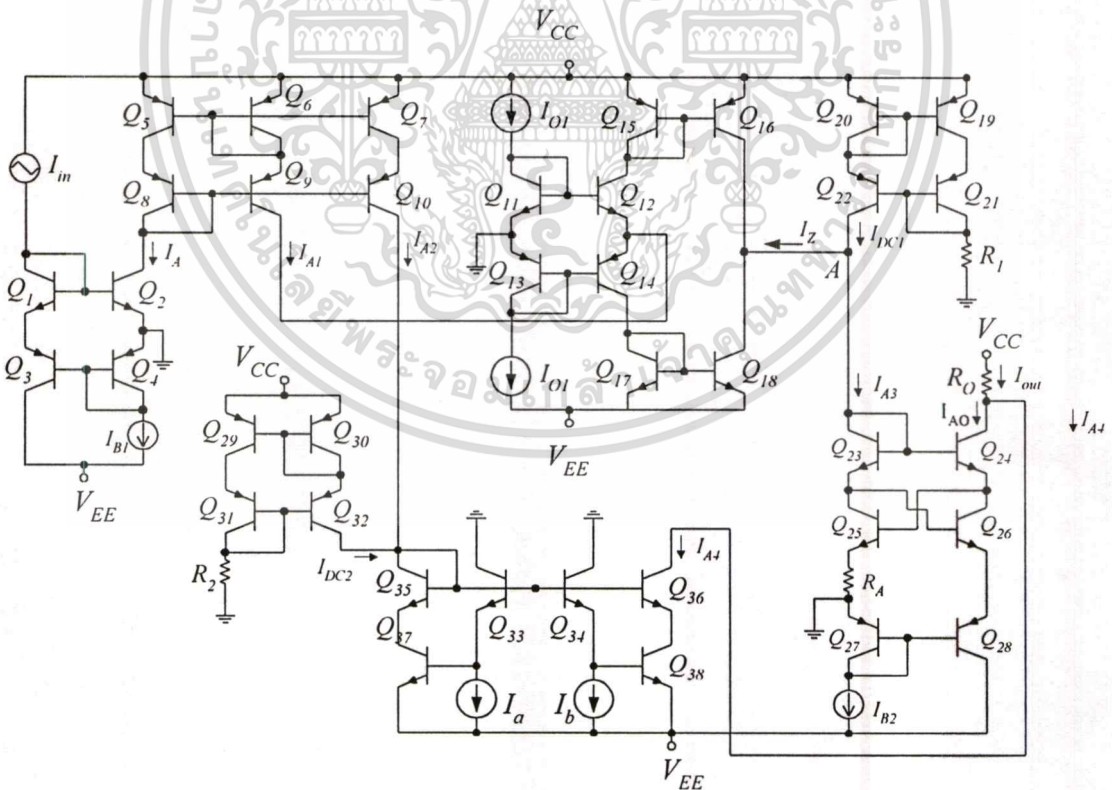 V_CC
Q_5
Q_6
Q_7
I_O1
Q_15
Q_16
Q_20
Q_19
I_in
Q_8
Q_9
Q_10
Q_11
Q_12
Q_22
Q_21
I_A
I_A1
I_A2
I_Z
A
I_DC1
R_1
Q_1
Q_2
Q_13
Q_14
Q_3
Q_4
V_CC
I_O1
Q_17
Q_18
V_CC
R_O
I_out
I_A3
I_AO
I_A4
I_B1
V_EE
Q_29
Q_30
V_EE
Q_23
Q_24
Q_31
Q_32
Q_25
Q_26
R_2
I_DC2
Q_35
I_A4
Q_36
R_A
Q_37
Q_33
Q_34
Q_38
Q_27
Q_28
I_a
I_b
I_B2
V_EE